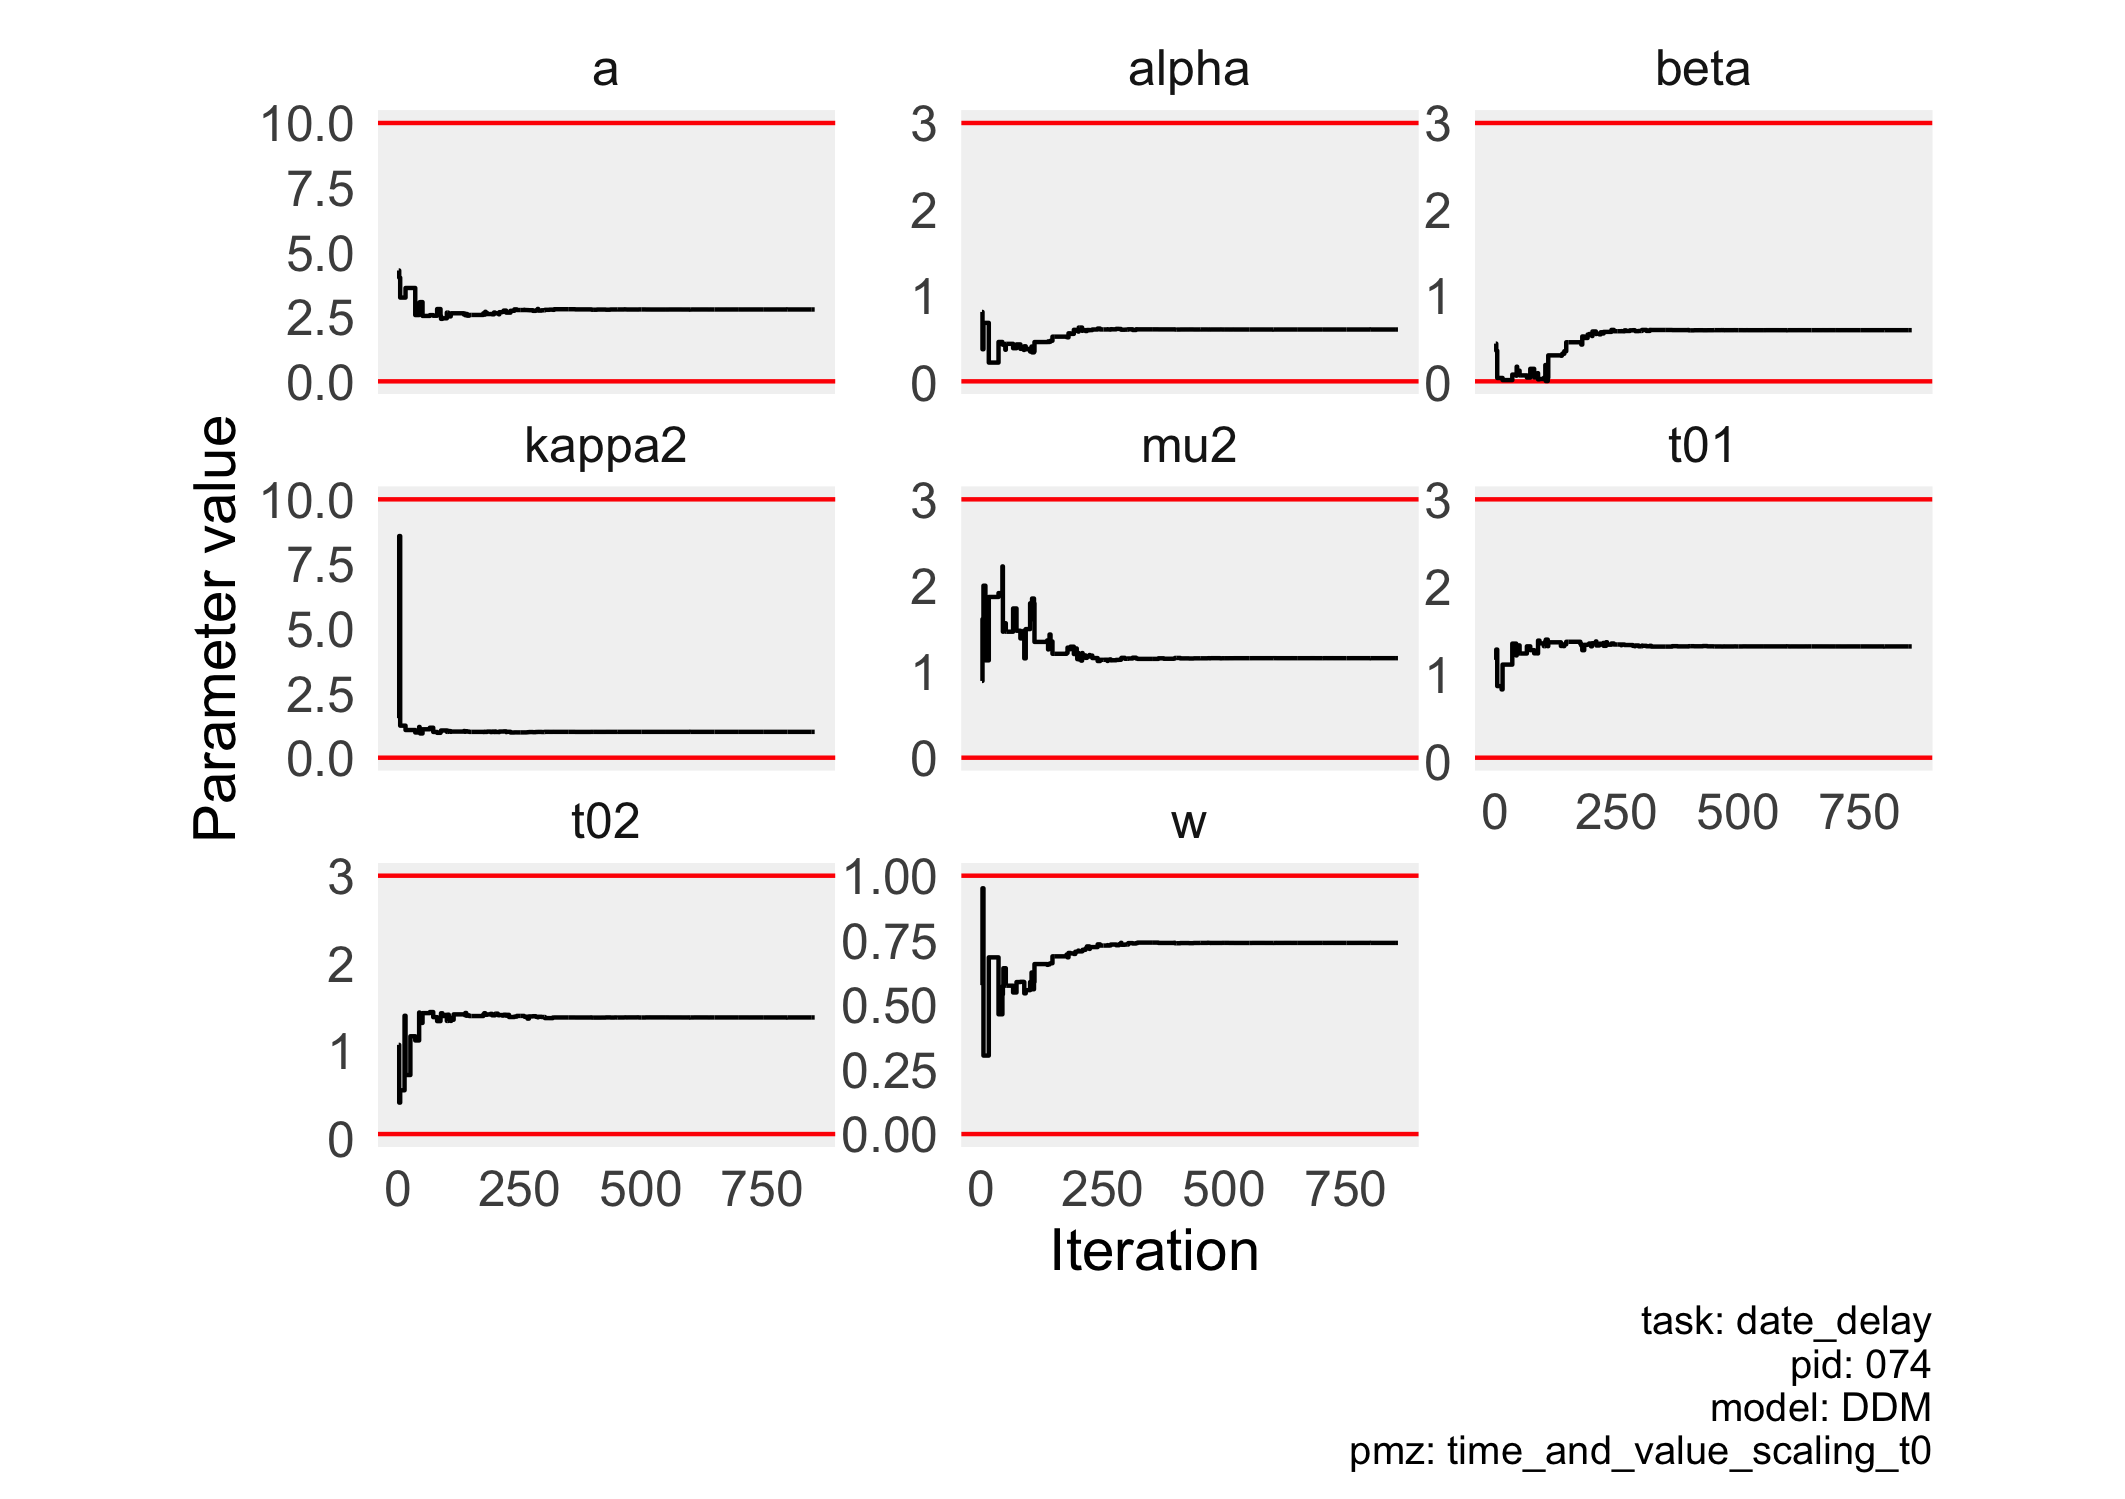 a alpha beta
10.0 3 3
7.5 2 2
5.0 1 1
2.5 0 0
0.0
kappa2 mu2 t01
10.0 3 3
7.5 2 2
5.0 1 1
2.5 0 0
0.0
0 250 500 750
t02 w
3 1.00
2 0.75
1 0.50
0 0.25
0.00
0 250 500 750 0 250 500 750
Parameter value
Iteration
task: date_delay
pid: 074
model: DDM
pmz: time_and_value_scaling_t0